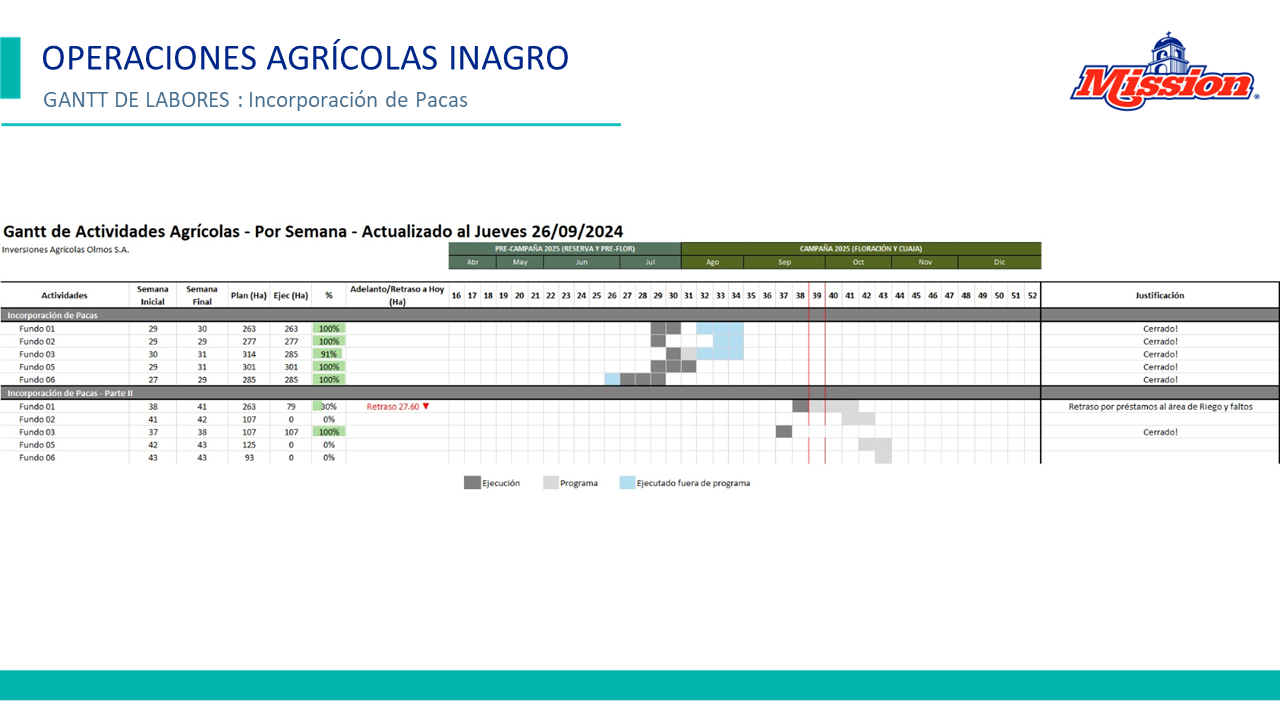 OPERACIONES AGRÍCOLAS INAGRO
GANTT DE LABORES : Incorporación de Pacas
Mission®
Gantt de Actividades Agrícolas - Por Semana - Actualizado al Jueves 26/09/2024
Inversiones Agrícolas Olmos S.A.
PRE-CAMPAÑA 2025 (RESERVA Y PRE-FLOR) CAMPAÑA 2025 (FLORACIÓN Y CUAJA)
Abr May Jun Jul Ago Sep Oct Nov Dic
Actividades Semana Inicial Semana Final Plan (Ha) Ejec (Ha) % Adelanto/Retraso a Hoy (Ha) 16 17 18 19 20 21 22 23 24 25 26 27 28 29 30 31 32 33 34 35 36 37 38 39 40 41 42 43 44 45 46 47 48 49 50 51 52 Justificación
Incorporación de Pacas
Fundo 01 29 30 263 263 100% Cerrado!
Fundo 02 29 29 277 277 100% Cerrado!
Fundo 03 30 31 314 285 91% Cerrado!
Fundo 05 29 31 301 301 100% Cerrado!
Fundo 06 27 29 285 285 100% Cerrado!
Incorporación de Pacas - Parte II
Fundo 01 38 41 263 79 30% Retraso 27.60 ▼ Retraso por préstamos al área de Riego y faltos
Fundo 02 41 42 107 0 0%
Fundo 03 37 38 107 107 100% Cerrado!
Fundo 05 42 43 125 0 0%
Fundo 06 43 43 93 0 0%
Ejecución Programa Ejecutado fuera de programa